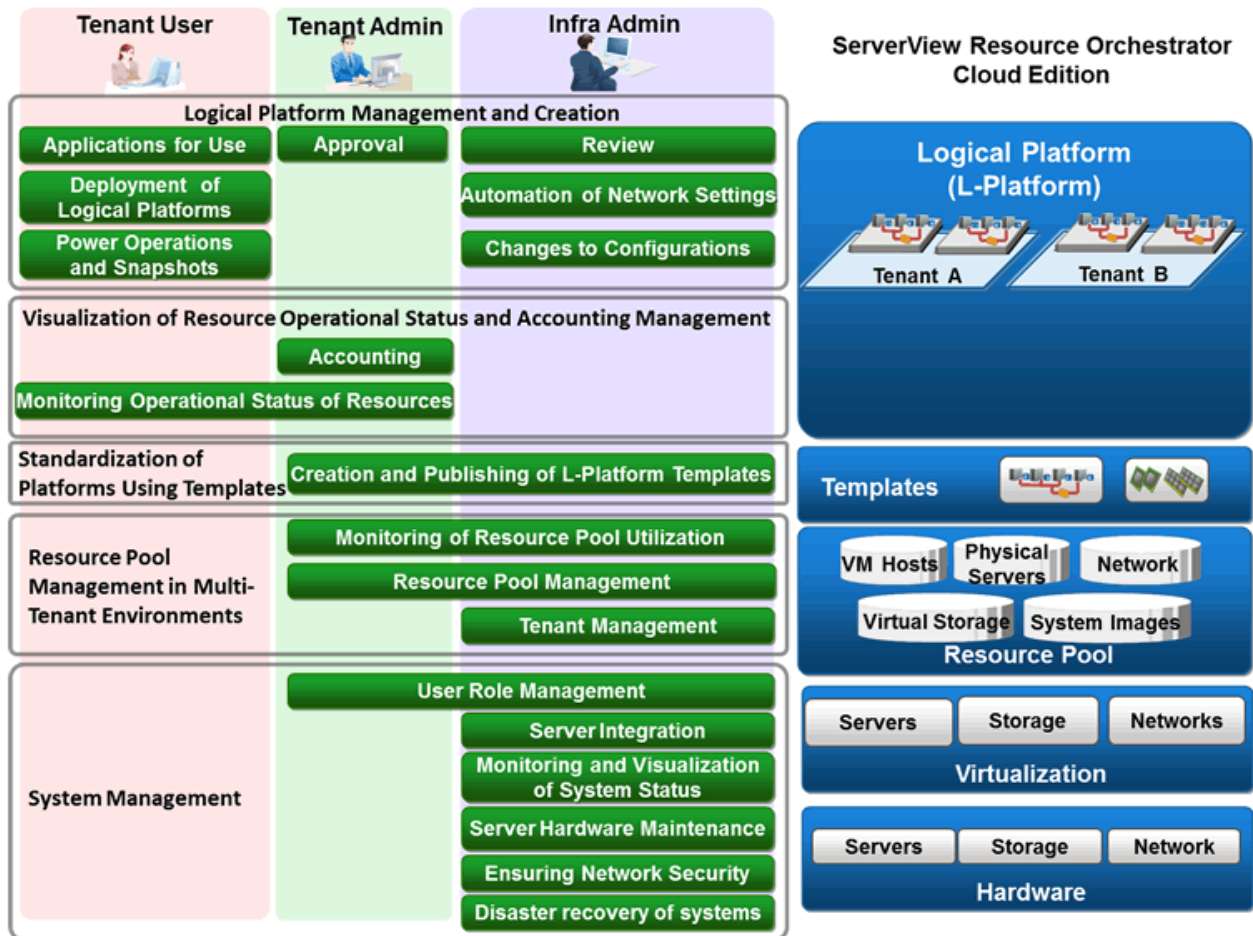 Tenant User
Tenant Admin
Infra Admin
ServerView Resource Orchestrator
Cloud Edition
Logical Platform Management and Creation
Applications for Use
Approval
Review
Deployment of
Logical Platforms
Automation of Network Settings
Power Operations
and Snapshots
Changes to Configurations
Visualization of Resource Operational Status and Accounting Management
Accounting
Monitoring Operational Status of Resources
Standardization of
Platforms Using Templates
Creation and Publishing of L-Platform Templates
Resource Pool
Management in Multi-
Tenant Environments
Monitoring of Resource Pool Utilization
Resource Pool Management
Tenant Management
System Management
User Role Management
Server Integration
Monitoring and Visualization
of System Status
Server Hardware Maintenance
Ensuring Network Security
Disaster recovery of systems
Logical Platform
(L-Platform)
Tenant A
Tenant B
Templates
VM Hosts
Physical
Servers
Network
Virtual Storage
System Images
Resource Pool
Servers
Storage
Networks
Virtualization
Servers
Storage
Network
Hardware